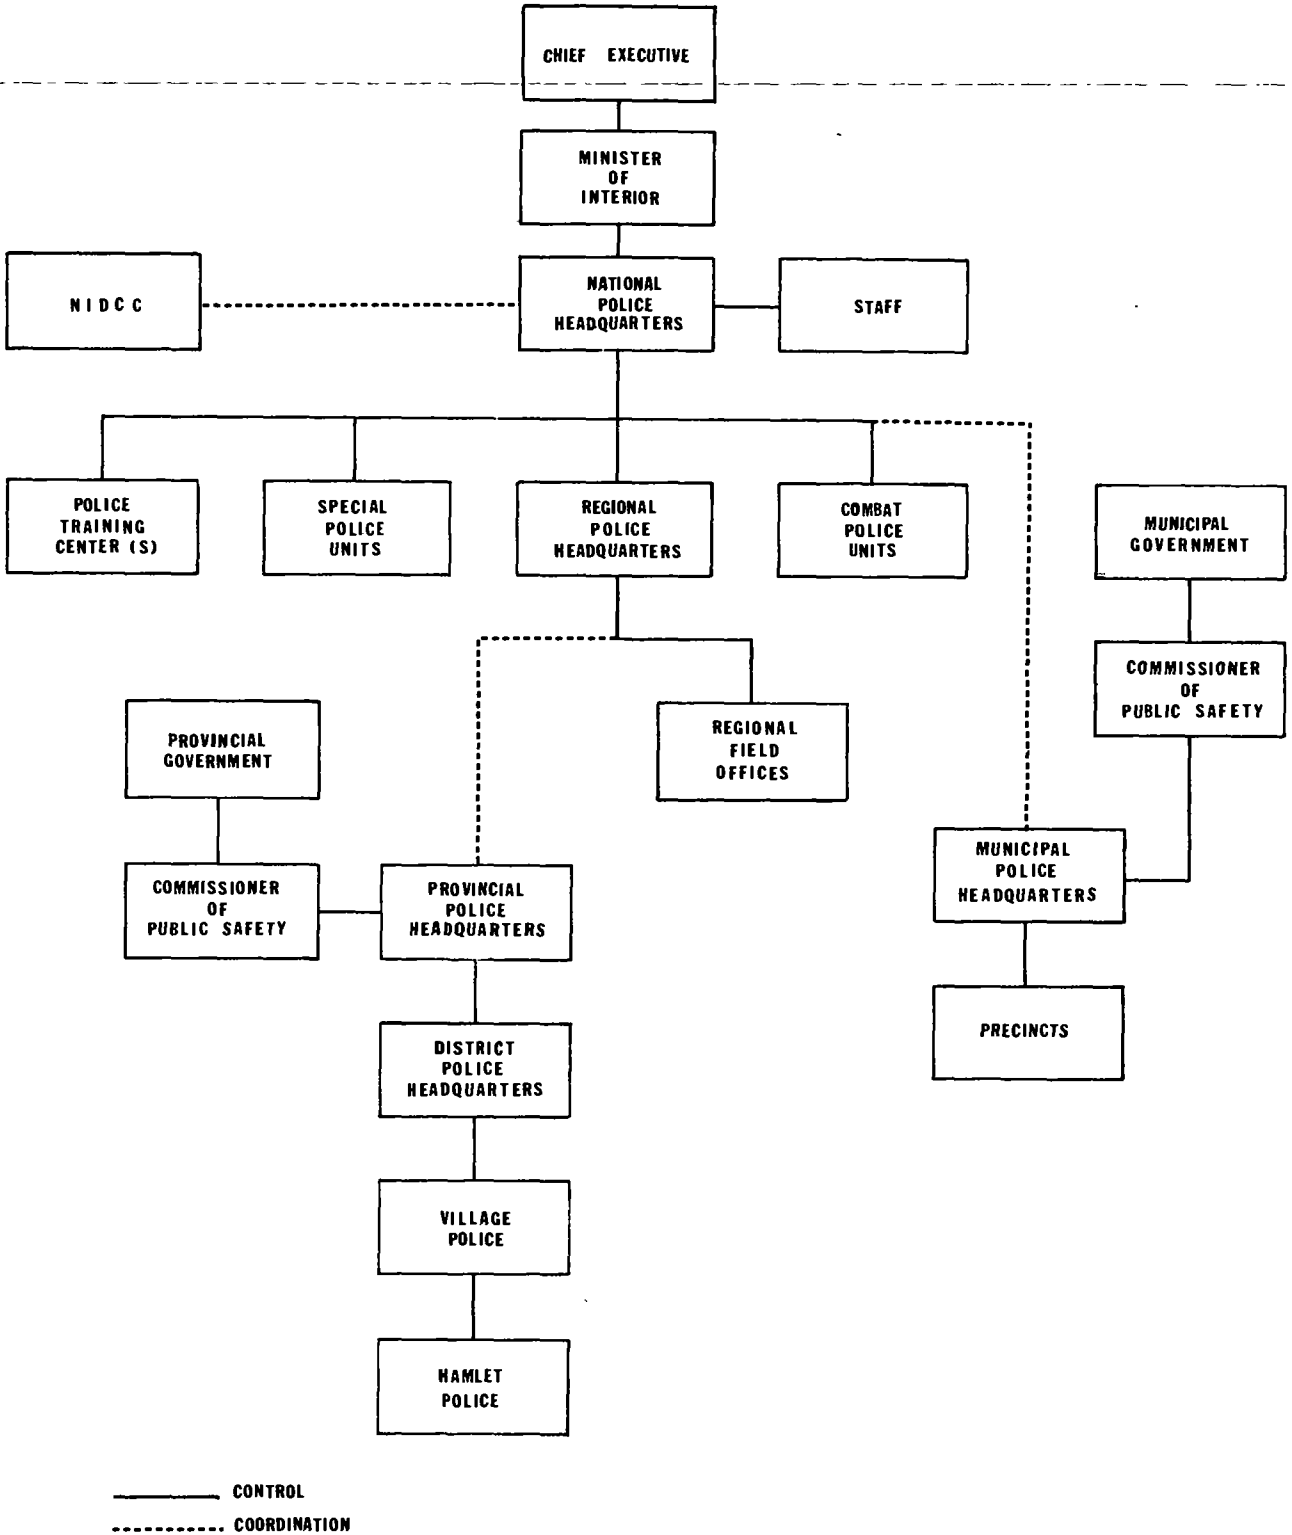 CHIEF EXECUTIVE
MINISTER
OF
INTERIOR
NIDCC
NATIONAL
POLICE
HEADQUARTERS
STAFF
POLICE
TRAINING
CENTER (S)
SPECIAL
POLICE
UNITS
REGIONAL
POLICE
HEADQUARTERS
COMBAT
POLICE
UNITS
MUNICIPAL
GOVERNMENT
COMMISSIONER
OF
PUBLIC SAFETY
PROVINCIAL
GOVERNMENT
REGIONAL
FIELD
OFFICES
COMMISSIONER
OF
PUBLIC SAFETY
PROVINCIAL
POLICE
HEADQUARTERS
MUNICIPAL
POLICE
HEADQUARTERS
DISTRICT
POLICE
HEADQUARTERS
PRECINCTS
VILLAGE
POLICE
HAMLET
POLICE
CONTROL
COORDINATION